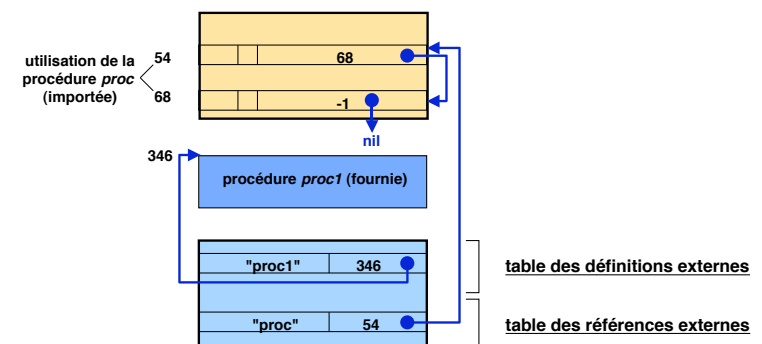 utilisation de la
procédure proc
(importée)
54
68
68
-1
nil
346
procédure proc1 (fournie)
"proc1" 346
table des définitions externes
"proc" 54
table des références externes